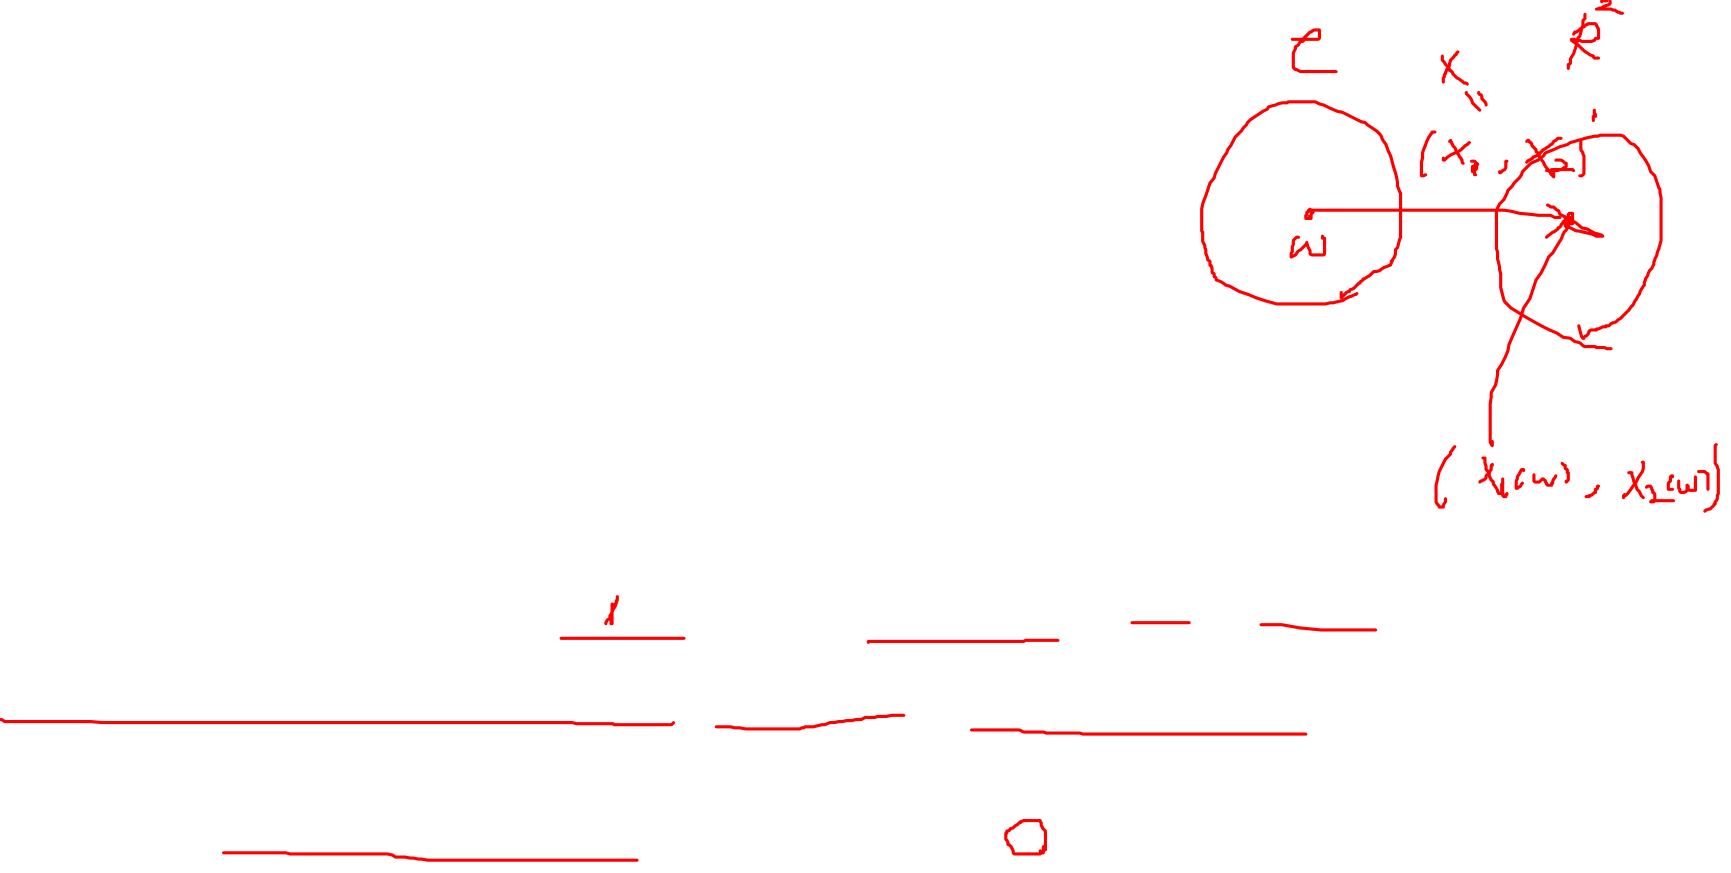 C R²
X
||
(X₁, X₂)
ω
(X₁(ω), X₂(ω))